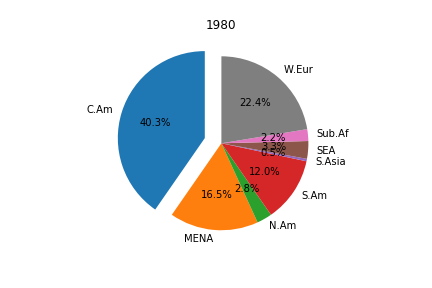 1980
W.Eur
22.4%
C.Am
40.3%
Sub.Af
2.2%
SEA
3.3%
S.Asia
0.5%
12.0%
S.Am
2.8%
N.Am
16.5%
MENA